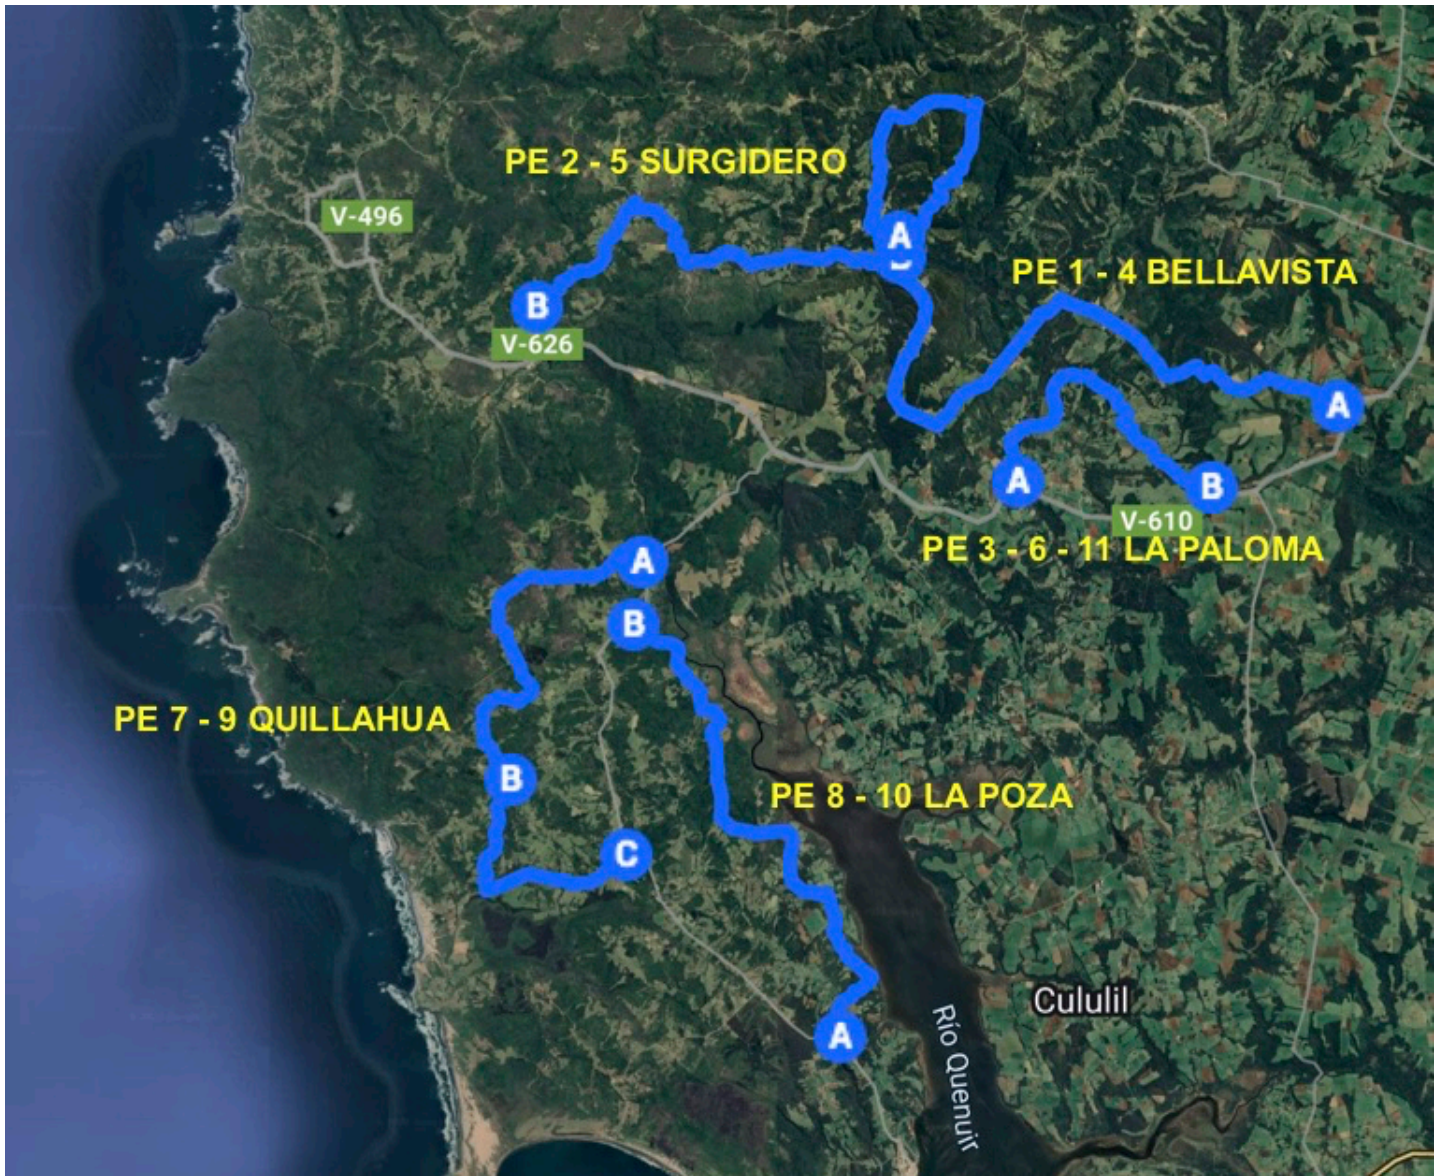 PE 2 - 5 SURGIDERO
V-496
A
PE 1 - 4 BELLAVISTA
B
V-626
A
A
B
V-610
PE 3 - 6 - 11 LA PALOMA
A
B
PE 7 - 9 QUILLAHUA
B
PE 8 - 10 LA POZA
C
Cululil
A
Río Quenuir